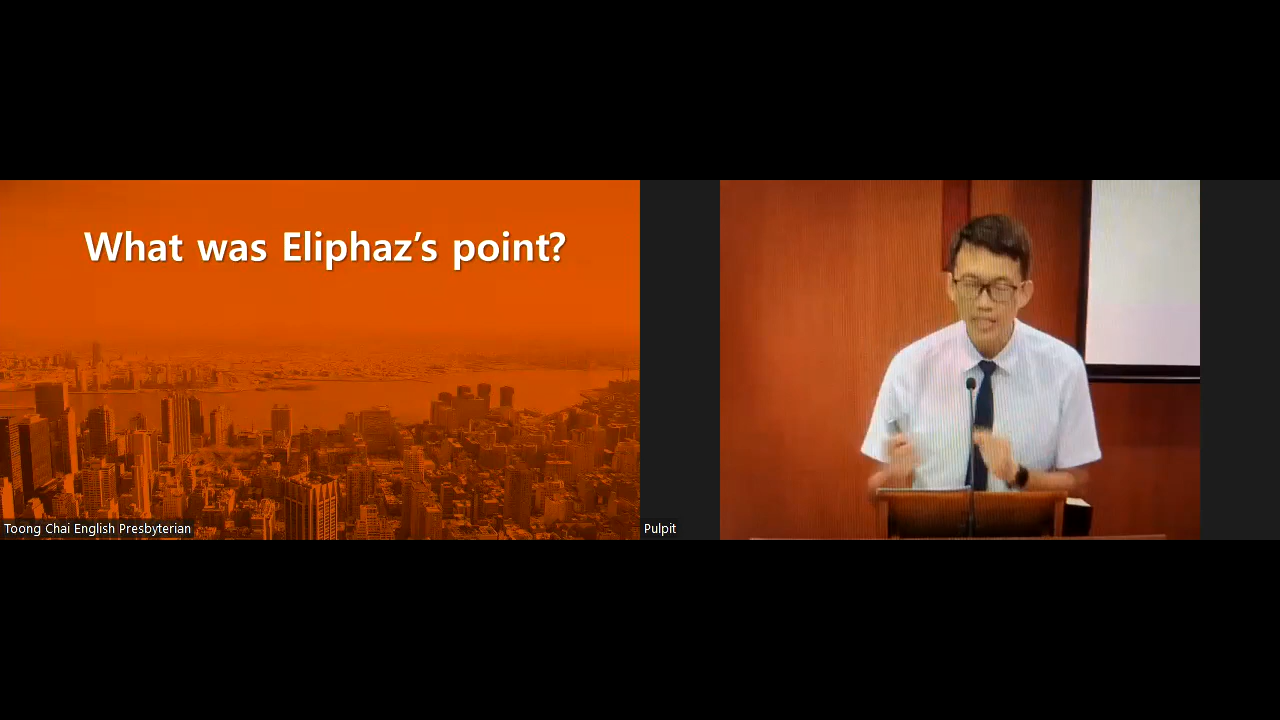 What was Eliphaz’s point?
Toong Chai English Presbyterian
Pulpit